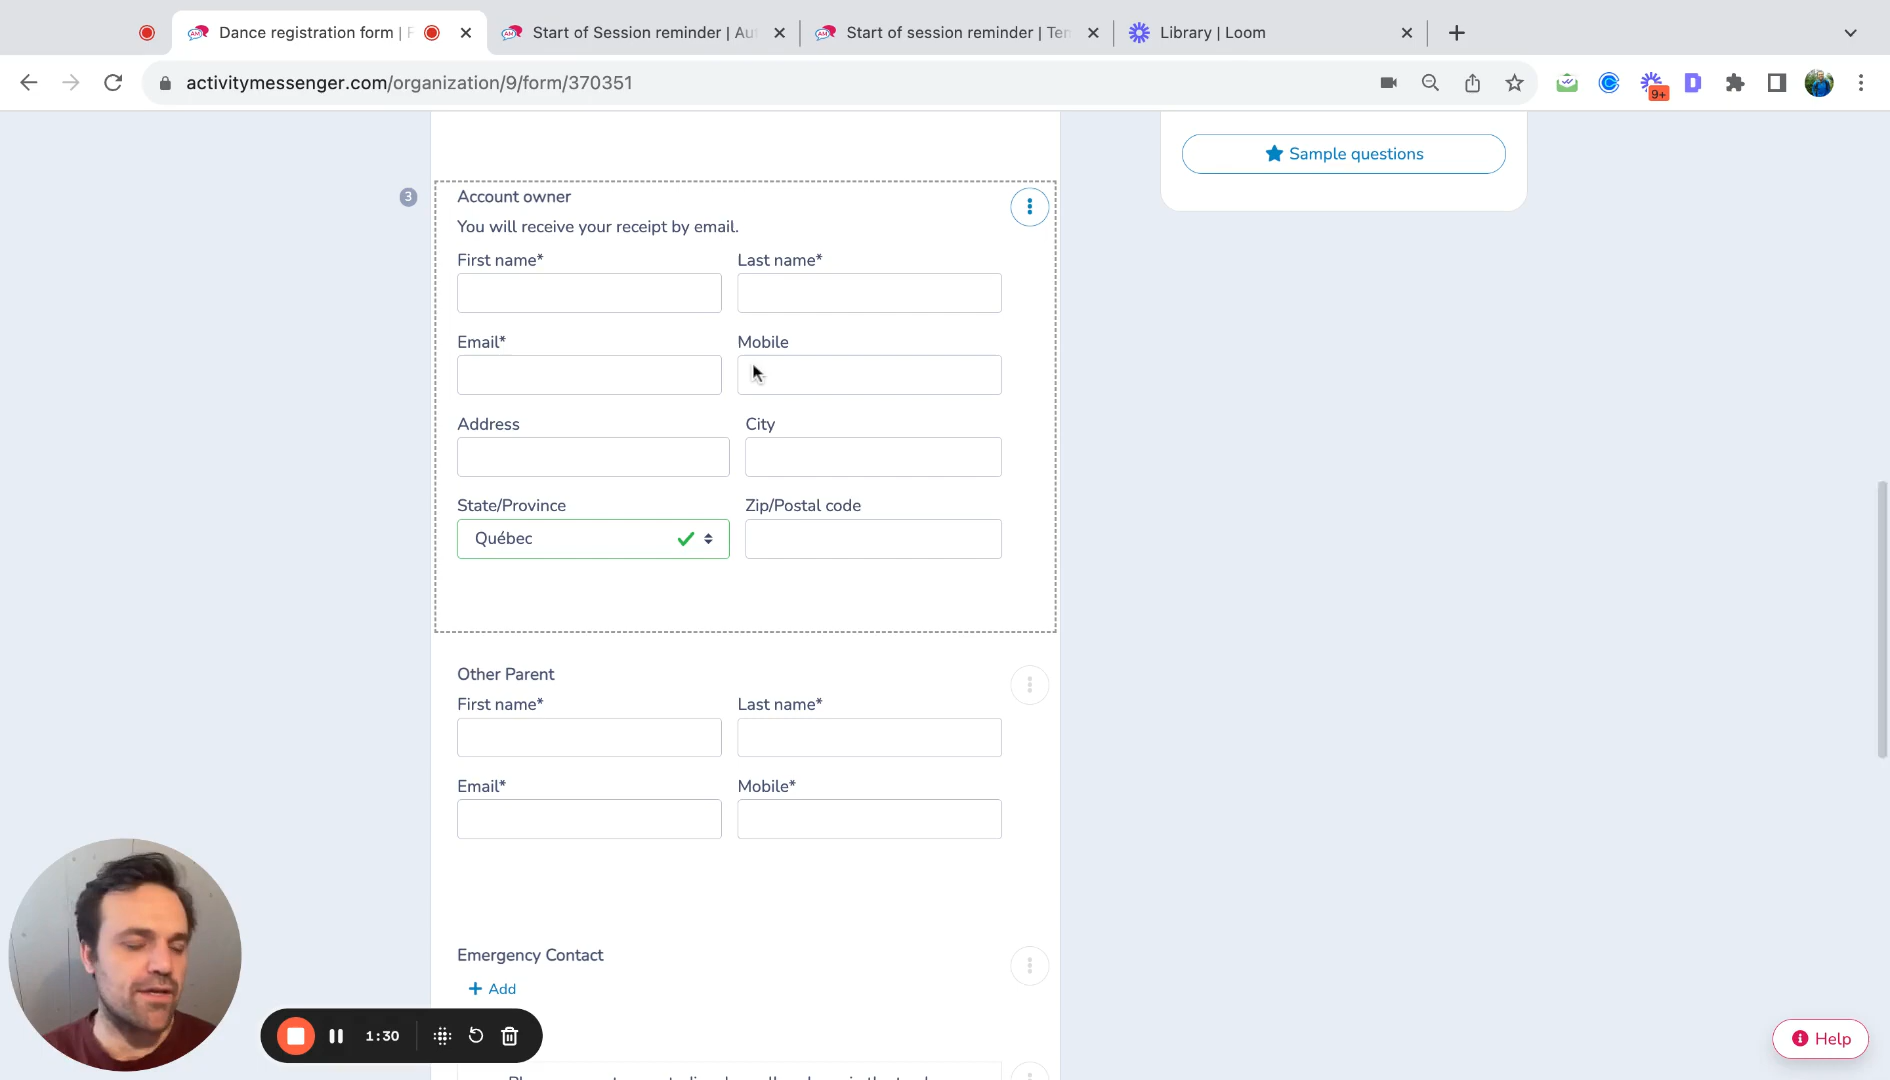 Dance registration form | F
Start of Session reminder | Aut
Start of session reminder | Ten
Library | Loom
activitymessenger.com/organization/9/form/370351
9+
Sample questions
3
Account owner
You will receive your receipt by email.
First name*
Last name*
Email*
Mobile
Address
City
State/Province
Zip/Postal code
Québec
Other Parent
First name*
Last name*
Email*
Mobile*
Emergency Contact
+ Add
1:30
Help